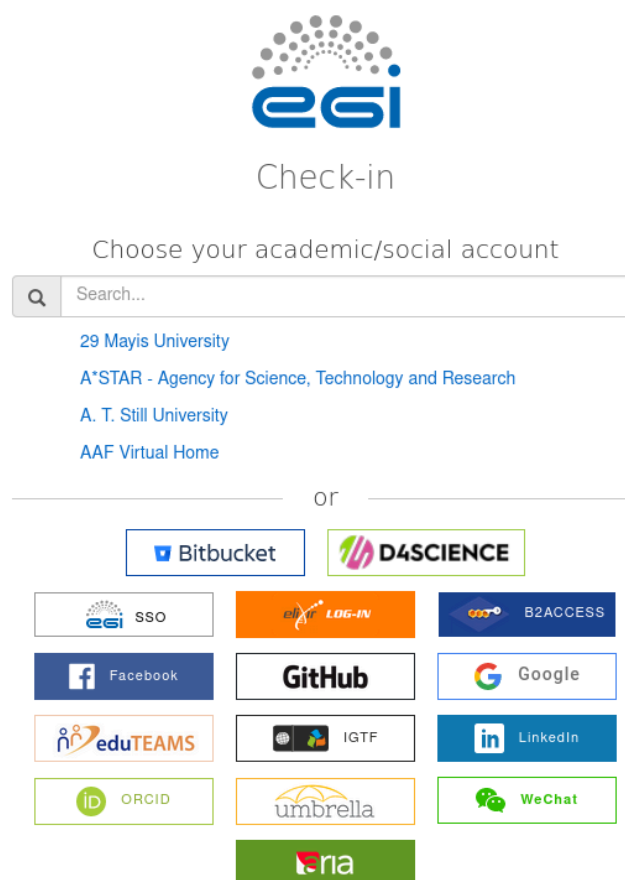 egi
Check-in
Choose your academic/social account
Search...
29 Mayis University
A*STAR - Agency for Science, Technology and Research
A. T. Still University
AAF Virtual Home
or
Bitbucket D4SCIENCE
egi SSO elixir LOG-IN B2ACCESS
Facebook GitHub Google
eduTEAMS IGTF LinkedIn
iD ORCID umbrella WeChat
aria